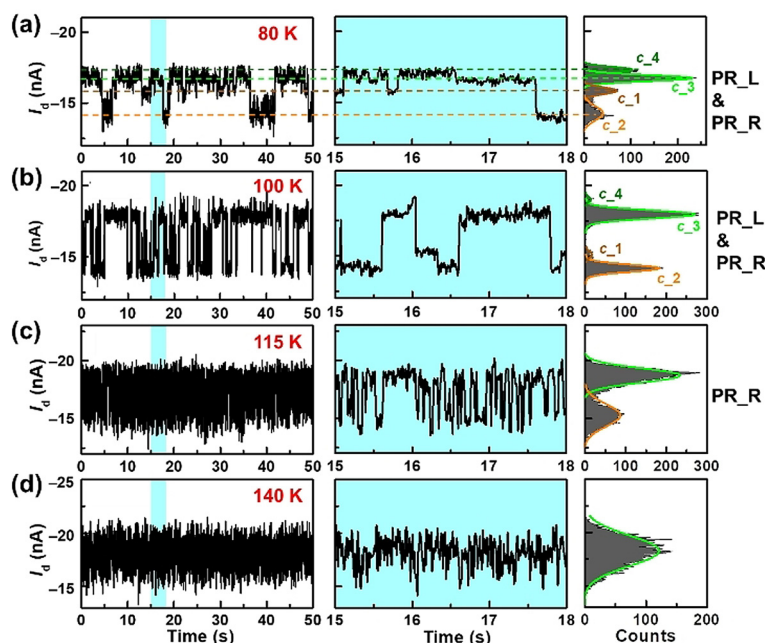 (a)
80 K
I_d (nA)
−20
−15
0 10 20 30 40 50
15 16 17 18
0 100 200
c_4
c_3
c_1
c_2
PR_L
&
PR_R
(b)
100 K
I_d (nA)
−20
−15
0 10 20 30 40 50
15 16 17 18
0 100 200 300
c_4
c_3
c_1
c_2
PR_L
&
PR_R
(c)
115 K
I_d (nA)
−20
−15
0 10 20 30 40 50
15 16 17 18
0 100 200 300
PR_R
(d)
140 K
I_d (nA)
−25
−20
−15
0 10 20 30 40 50
15 16 17 18
0 100 200
Time (s)
Time (s)
Counts